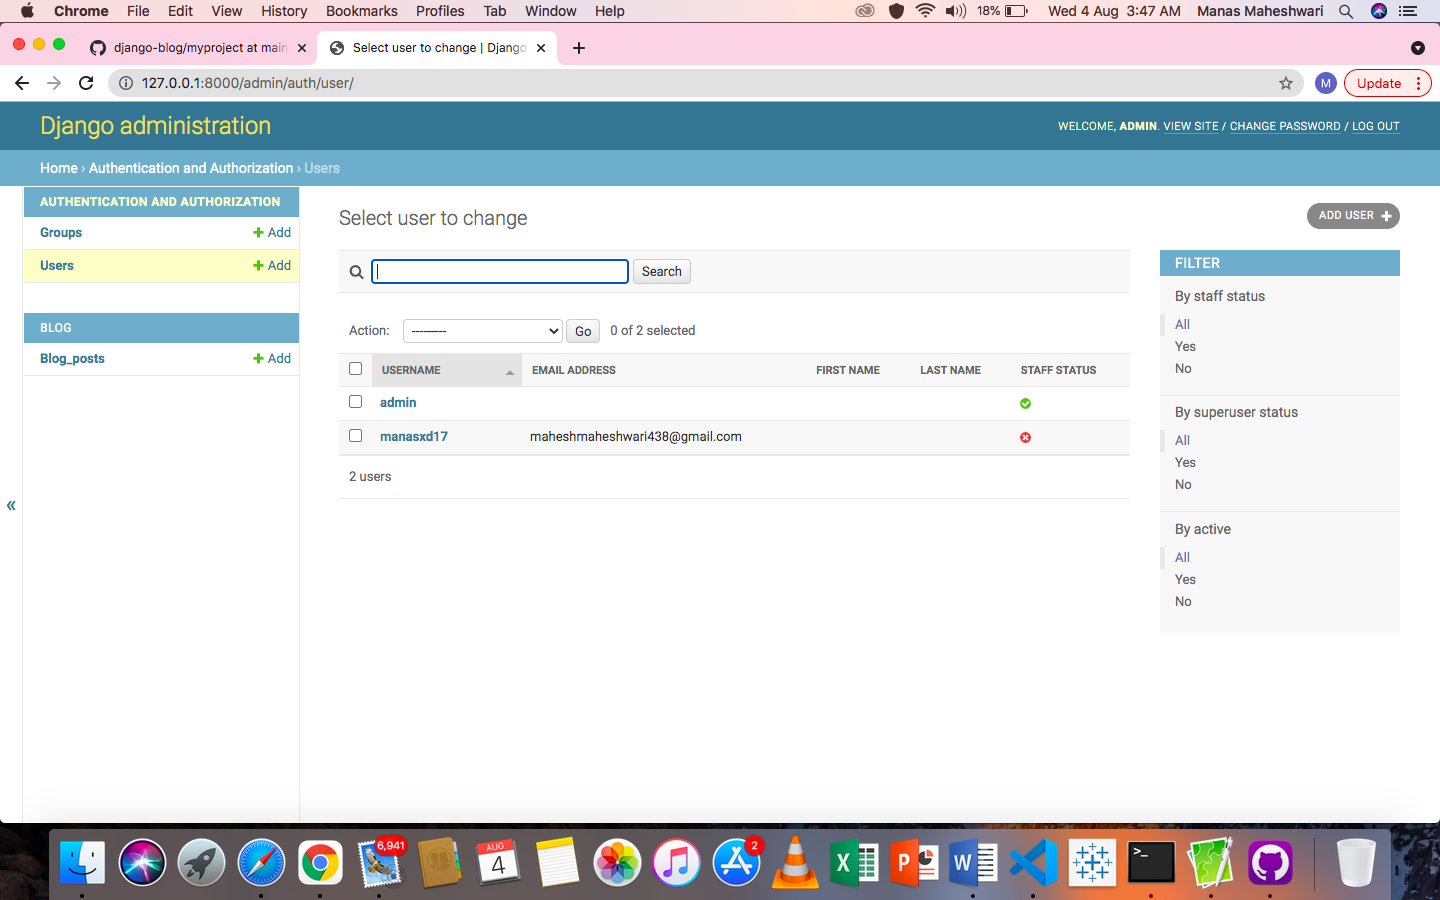 Chrome File Edit View History Bookmarks Profiles Tab Window Help 18% Wed 4 Aug 3:47 AM Manas Maheshwari
django-blog/myproject at main Select user to change | Django
127.0.0.1:8000/admin/auth/user/ M Update
Django administration WELCOME, ADMIN. VIEW SITE / CHANGE PASSWORD / LOG OUT
Home › Authentication and Authorization › Users
AUTHENTICATION AND AUTHORIZATION
Groups + Add
Users + Add
BLOG
Blog_posts + Add
«
Select user to change
ADD USER +
Search
Action: --------- Go 0 of 2 selected
USERNAME EMAIL ADDRESS FIRST NAME LAST NAME STAFF STATUS
admin
manasxd17 maheshmaheshwari438@gmail.com
2 users
FILTER
By staff status
All
Yes
No
By superuser status
All
Yes
No
By active
All
Yes
No
6,941 AUG 4 2 X P W >_